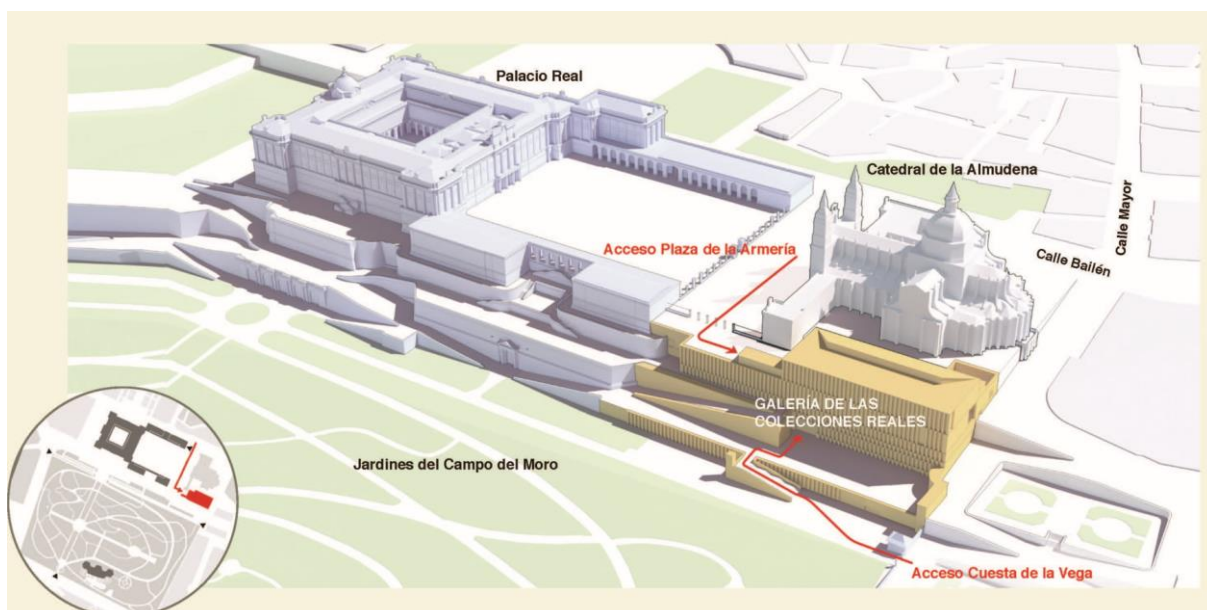 Palacio Real
Catedral de la Almudena
Acceso Plaza de la Armería
Calle Bailén
Calle Mayor
GALERÍA DE LAS
COLECCIONES REALES
Jardines del Campo del Moro
Acceso Cuesta de la Vega